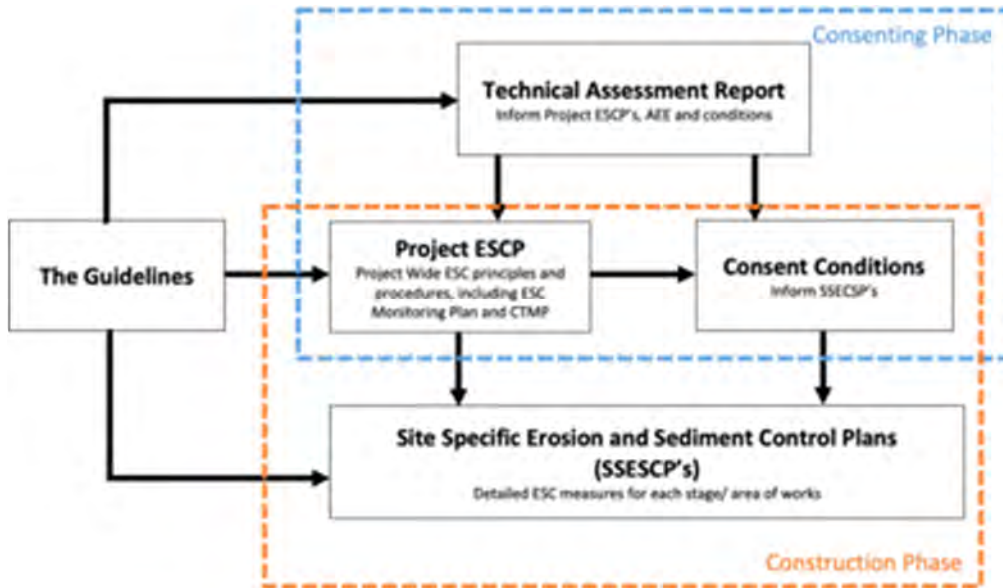 Consenting Phase
Technical Assessment Report
Inform Project ESCP's, AEE and conditions
The Guidelines
Project ESCP
Project Wide ESC principles and
procedures, including ESC
Monitoring Plan and CTMP
Consent Conditions
Inform SSECSP's
Site Specific Erosion and Sediment Control Plans
(SSESCP's)
Detailed ESC measures for each stage/ area of works
Construction Phase